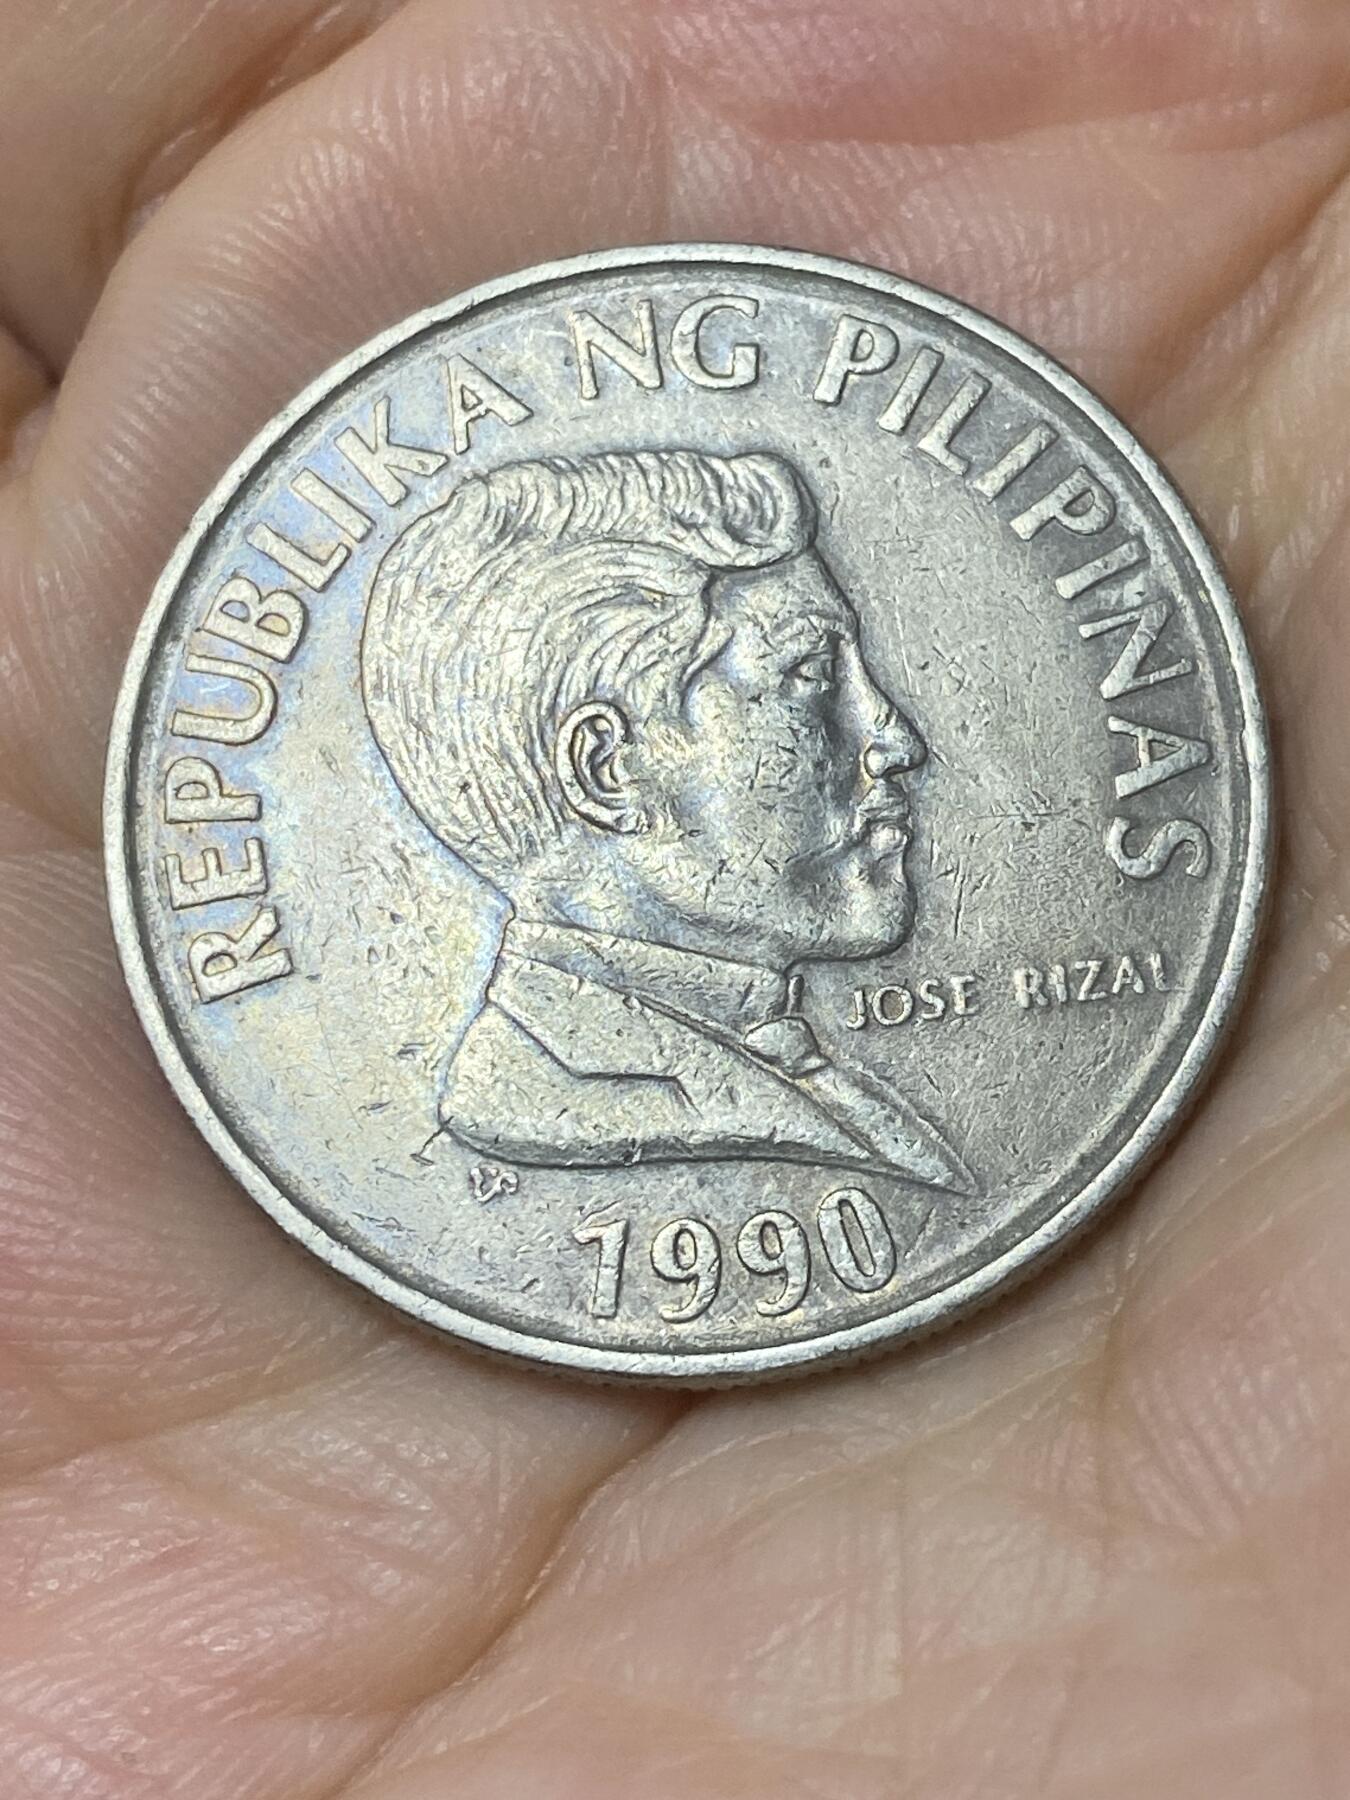 REPUBLIKA NG PILIPINAS
JOSE RIZAL
1990